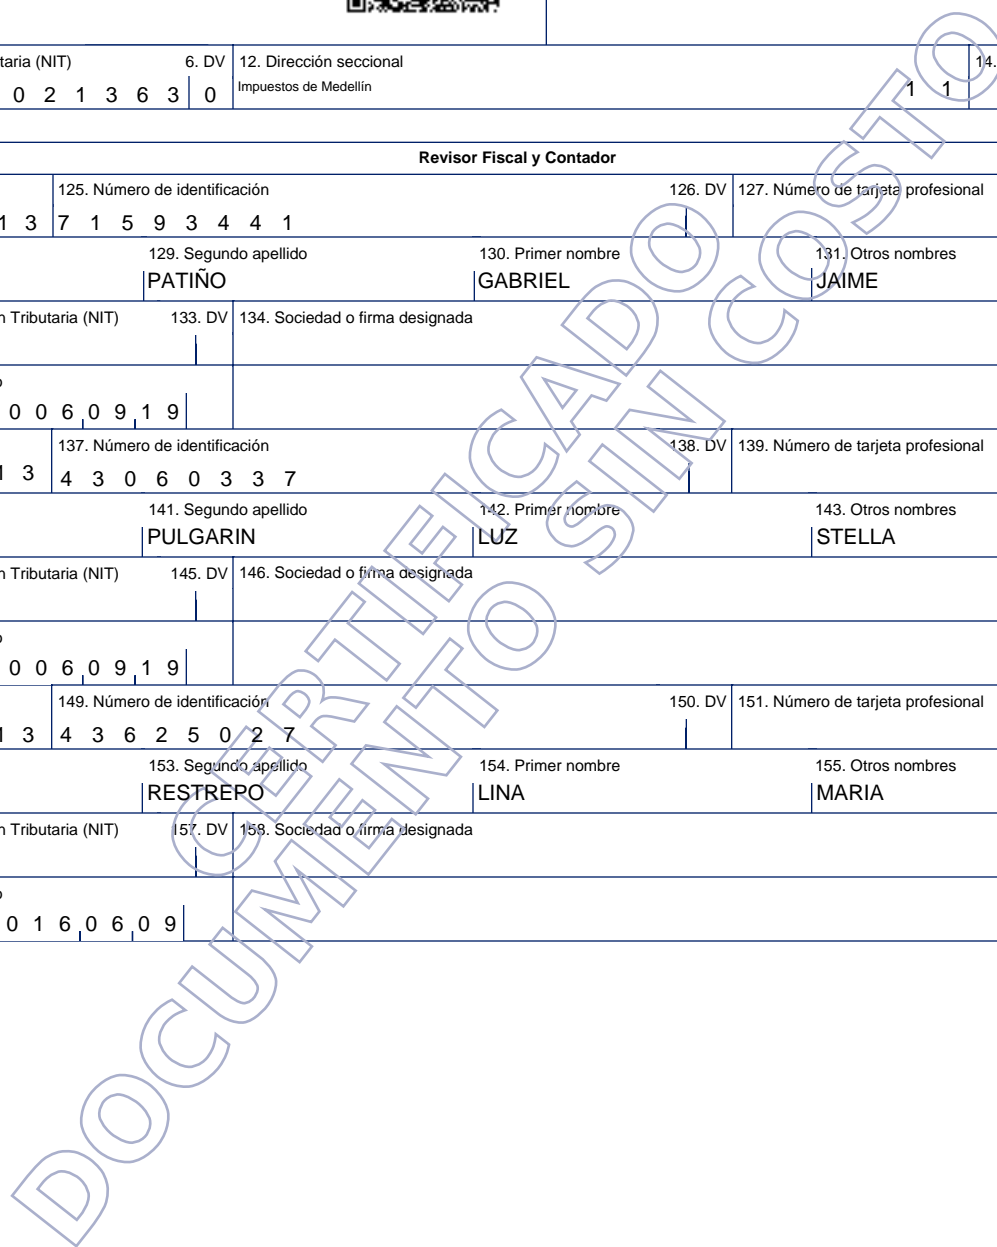 taria (NIT) 6. DV 12. Dirección seccional 14.
0 2 1 3 6 3 0 Impuestos de Medellín 1 1
Revisor Fiscal y Contador
125. Número de identificación 126. DV 127. Número de tarjeta profesional
1 3 7 1 5 9 3 4 4 1
129. Segundo apellido 130. Primer nombre 131. Otros nombres
PATIÑO GABRIEL JAIME
n Tributaria (NIT) 133. DV 134. Sociedad o firma designada
o
0 0 6 0 9 1 9
137. Número de identificación 138. DV 139. Número de tarjeta profesional
1 3 4 3 0 6 0 3 3 7
141. Segundo apellido 142. Primer nombre 143. Otros nombres
PULGARIN LUZ STELLA
n Tributaria (NIT) 145. DV 146. Sociedad o firma designada
o
0 0 6 0 9 1 9
149. Número de identificación 150. DV 151. Número de tarjeta profesional
1 3 4 3 6 2 5 0 2 7
153. Segundo apellido 154. Primer nombre 155. Otros nombres
RESTREPO LINA MARIA
n Tributaria (NIT) 157. DV 158. Sociedad o firma designada
o
0 1 6 0 6 0 9
CERTIFICADO
DOCUMENTO SIN COSTO